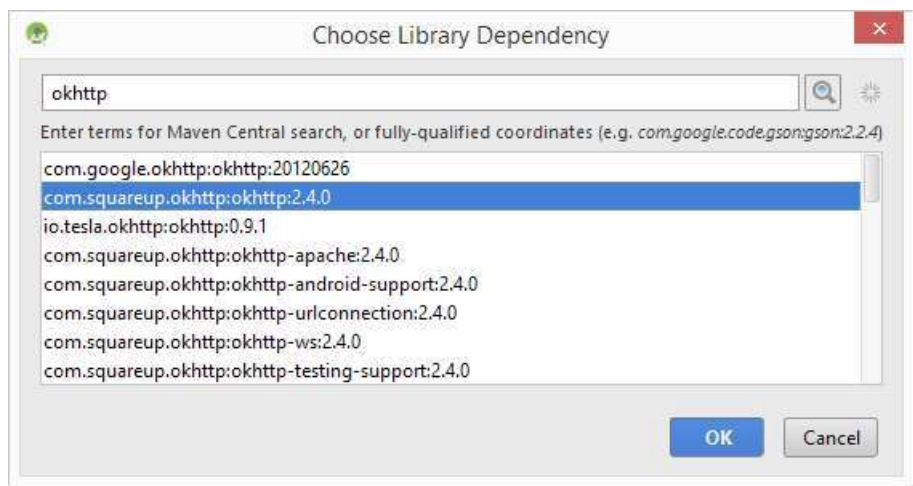 Choose Library Dependency
okhttp
Enter terms for Maven Central search, or fully-qualified coordinates (e.g. com.google.code.gson:gson:2.2.4)
com.google.okhttp:okhttp:20120626
com.squareup.okhttp:okhttp:2.4.0
io.tesla.okhttp:okhttp:0.9.1
com.squareup.okhttp:okhttp-apache:2.4.0
com.squareup.okhttp:okhttp-android-support:2.4.0
com.squareup.okhttp:okhttp-urlconnection:2.4.0
com.squareup.okhttp:okhttp-ws:2.4.0
com.squareup.okhttp:okhttp-testing-support:2.4.0
OK Cancel